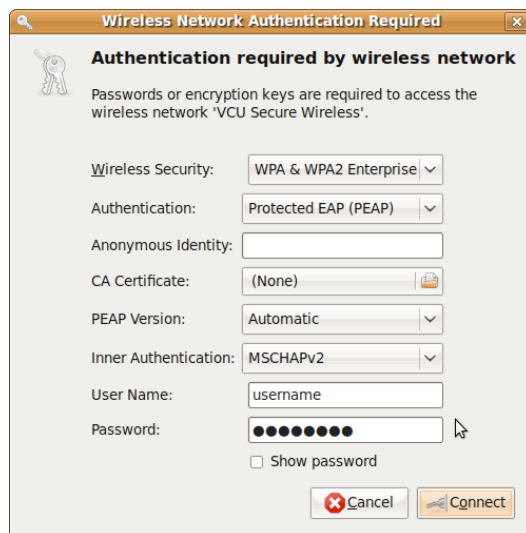 Wireless Network Authentication Required
Authentication required by wireless network
Passwords or encryption keys are required to access the
wireless network 'VCU Secure Wireless'.
Wireless Security: WPA & WPA2 Enterprise
Authentication: Protected EAP (PEAP)
Anonymous Identity:
CA Certificate: (None)
PEAP Version: Automatic
Inner Authentication: MSCHAPv2
User Name: username
Password: ●●●●●●●●
Show password
Cancel Connect